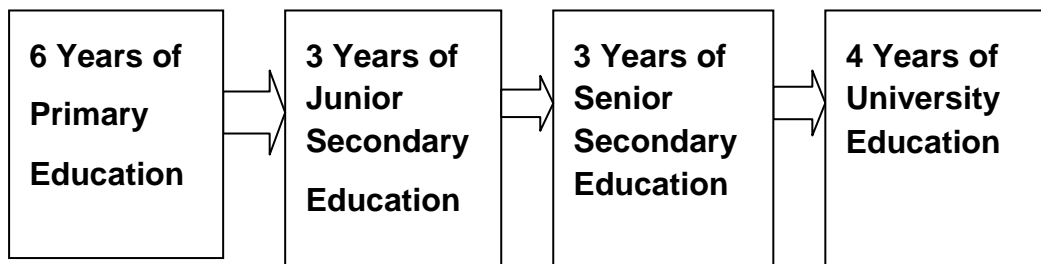 6 Years of
Primary
Education
3 Years of
Junior
Secondary
Education
3 Years of
Senior
Secondary
Education
4 Years of
University
Education